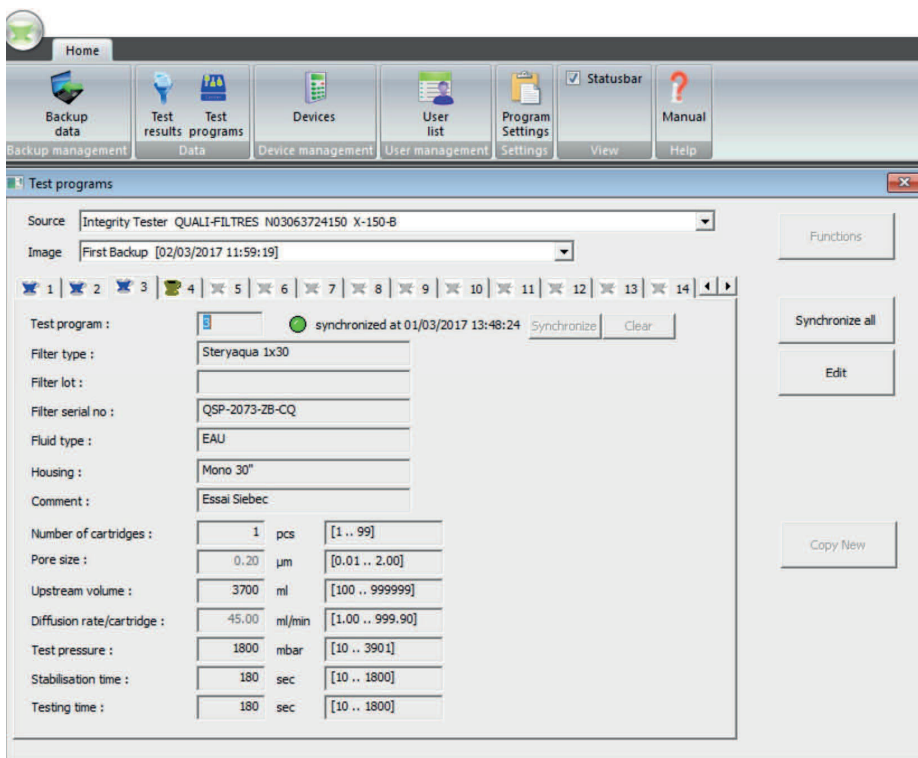 Home
Backup data
Test results
Test programs
Devices
User list
Program Settings
Statusbar
Manual
Backup management
Data
Device management
User management
Settings
View
Help
Test programs
Source Integrity Tester QUALI-FILTRES N03063724150 X-150-B
Functions
Image First Backup [02/03/2017 11:59:19]
1 2 3 4 5 6 7 8 9 10 11 12 13 14
Test program : 3 synchronized at 01/03/2017 13:48:24 Synchronize Clear
Synchronize all
Filter type : Steryaqua 1x30
Edit
Filter lot :
Filter serial no : QSP-2073-ZB-CQ
Fluid type : EAU
Housing : Mono 30"
Comment : Essai Siebec
Number of cartridges : 1 pcs [1 .. 99]
Copy New
Pore size : 0.20 µm [0.01 .. 2.00]
Upstream volume : 3700 ml [100 .. 999999]
Diffusion rate/cartridge : 45.00 ml/min [1.00 .. 999.90]
Test pressure : 1800 mbar [10 .. 3901]
Stabilisation time : 180 sec [10 .. 1800]
Testing time : 180 sec [10 .. 1800]